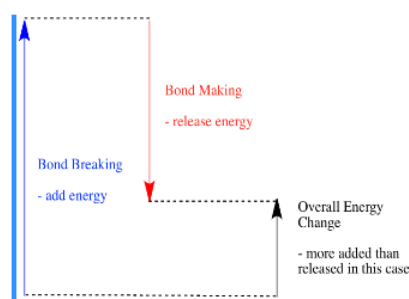 Bond Making
- release energy
Bond Breaking
- add energy
Overall Energy
Change
- more added than
released in this case